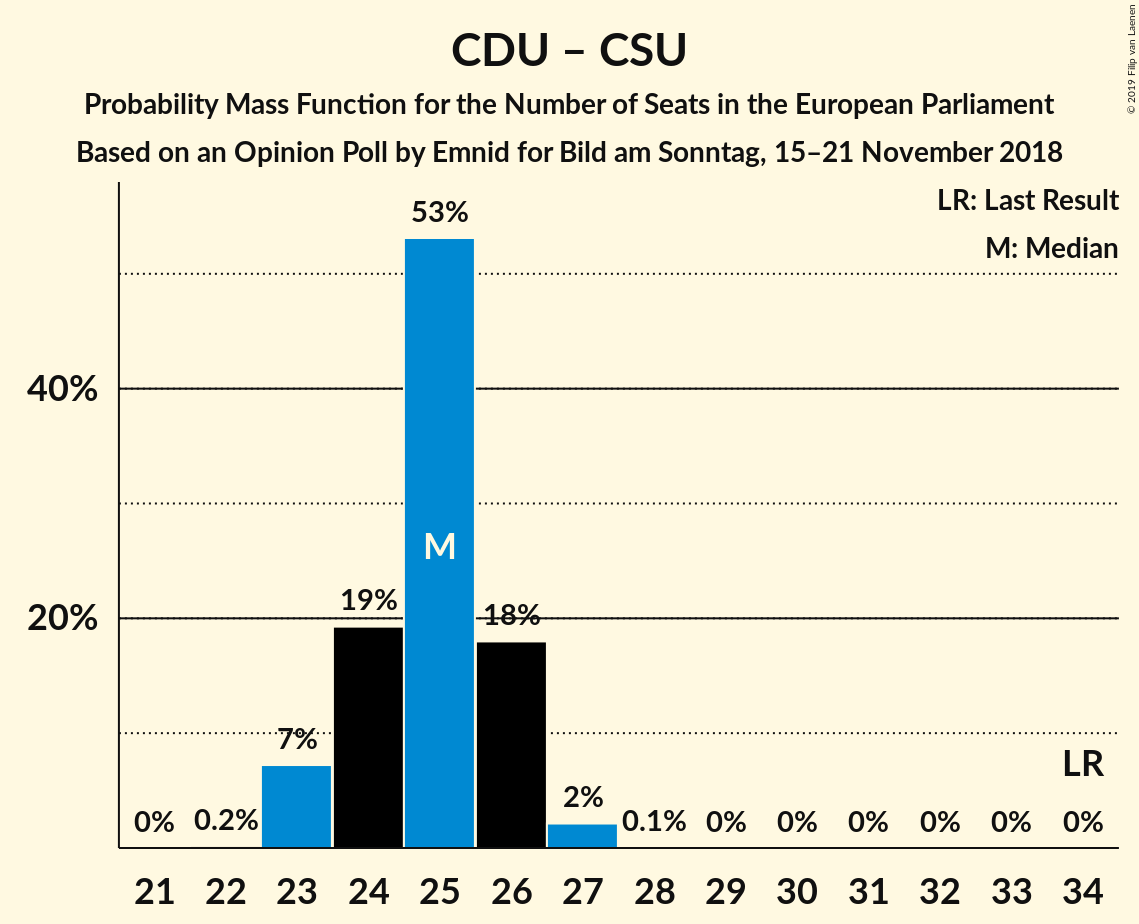 CDU – CSU
Probability Mass Function for the Number of Seats in the European Parliament
Based on an Opinion Poll by Emnid for Bild am Sonntag, 15–21 November 2018
© 2019 Filip van Laenen
LR: Last Result
M: Median
53%
40%
M
19%
18%
20%
7%
LR
2%
0%
0.2%
0.1%
0%
0%
0%
0%
0%
0%
21 22 23 24 25 26 27 28 29 30 31 32 33 34